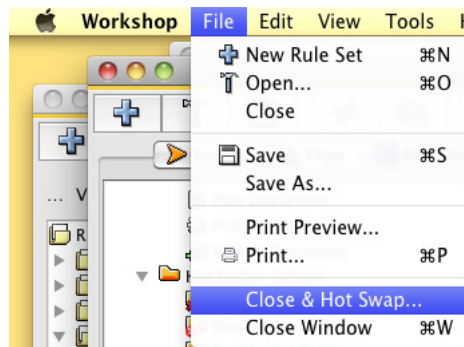 Workshop File Edit View Tools
New Rule Set ⌘N
Open... ⌘O
Close
Save ⌘S
Save As...
Print Preview...
Print... ⌘P
Close & Hot Swap...
Close Window ⌘W
... V
R